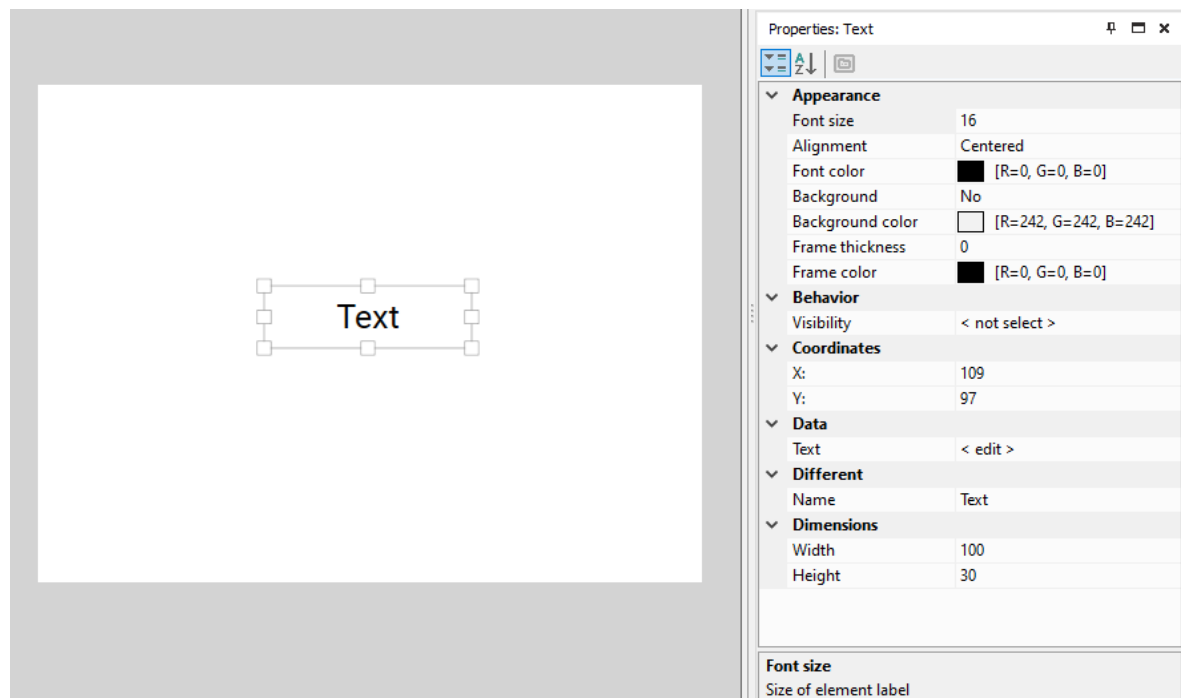 Text
Properties: Text
Appearance
Font size 16
Alignment Centered
Font color [R=0, G=0, B=0]
Background No
Background color [R=242, G=242, B=242]
Frame thickness 0
Frame color [R=0, G=0, B=0]
Behavior
Visibility < not select >
Coordinates
X: 109
Y: 97
Data
Text < edit >
Different
Name Text
Dimensions
Width 100
Height 30
Font size
Size of element label